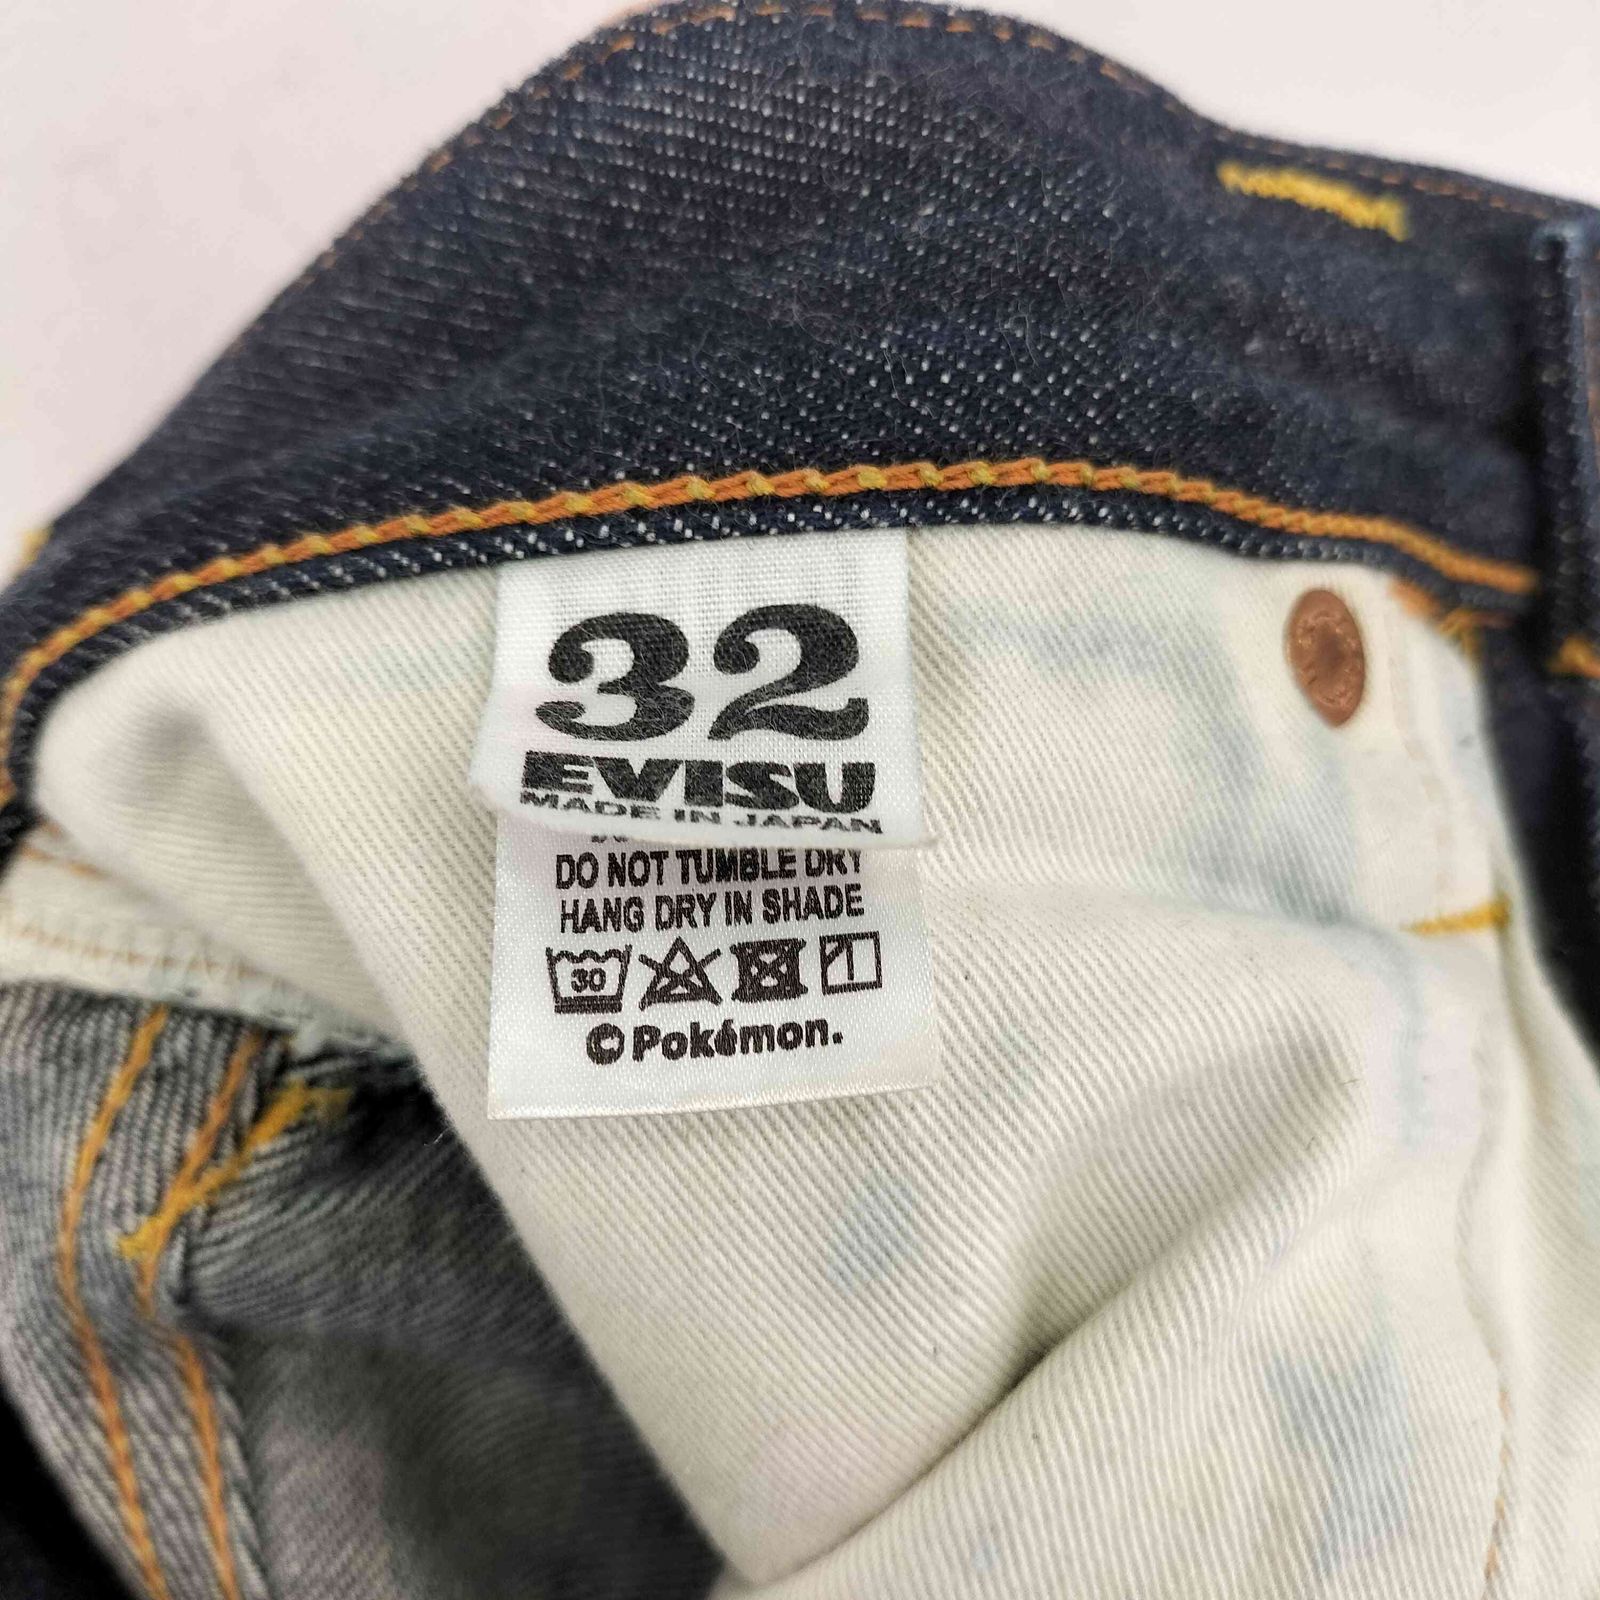 32
EVISU
MADE IN JAPAN
DO NOT TUMBLE DRY
HANG DRY IN SHADE
30
©Pokémon.